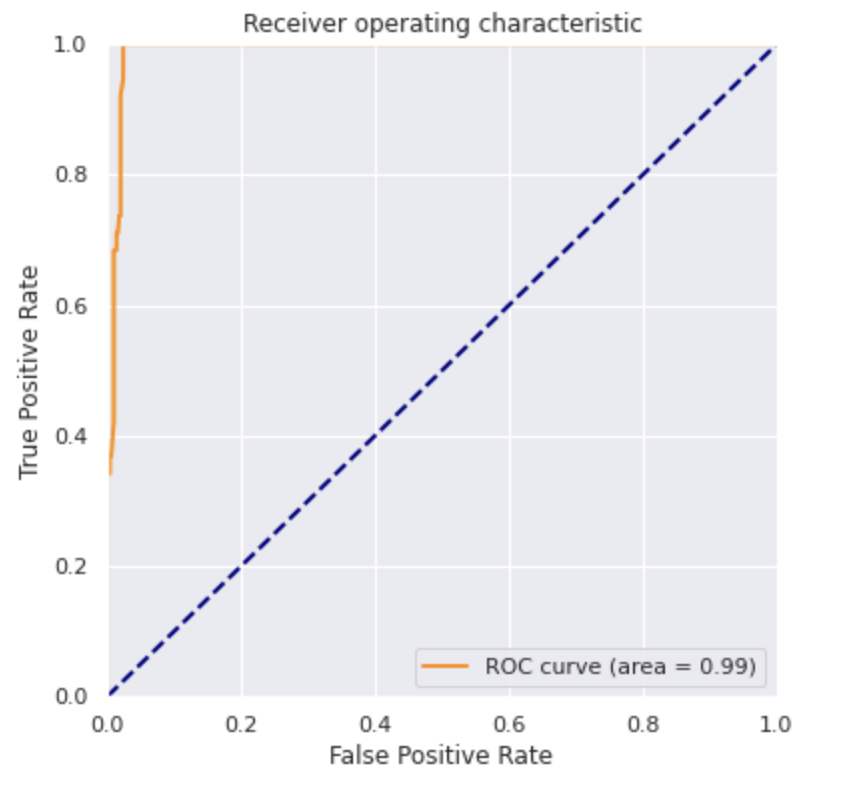 Receiver operating characteristic
1.0
0.8
0.6
0.4
0.2
0.0
True Positive Rate
ROC curve (area = 0.99)
0.0 0.2 0.4 0.6 0.8 1.0
False Positive Rate